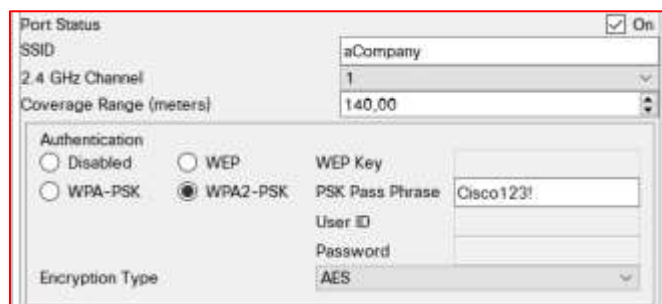 Port Status On
SSID aCompany
2.4 GHz Channel 1
Coverage Range (meters) 140,00
Authentication
Disabled WEP WEP Key
WPA-PSK WPA2-PSK PSK Pass Phrase Cisco123!
User ID
Password
Encryption Type AES